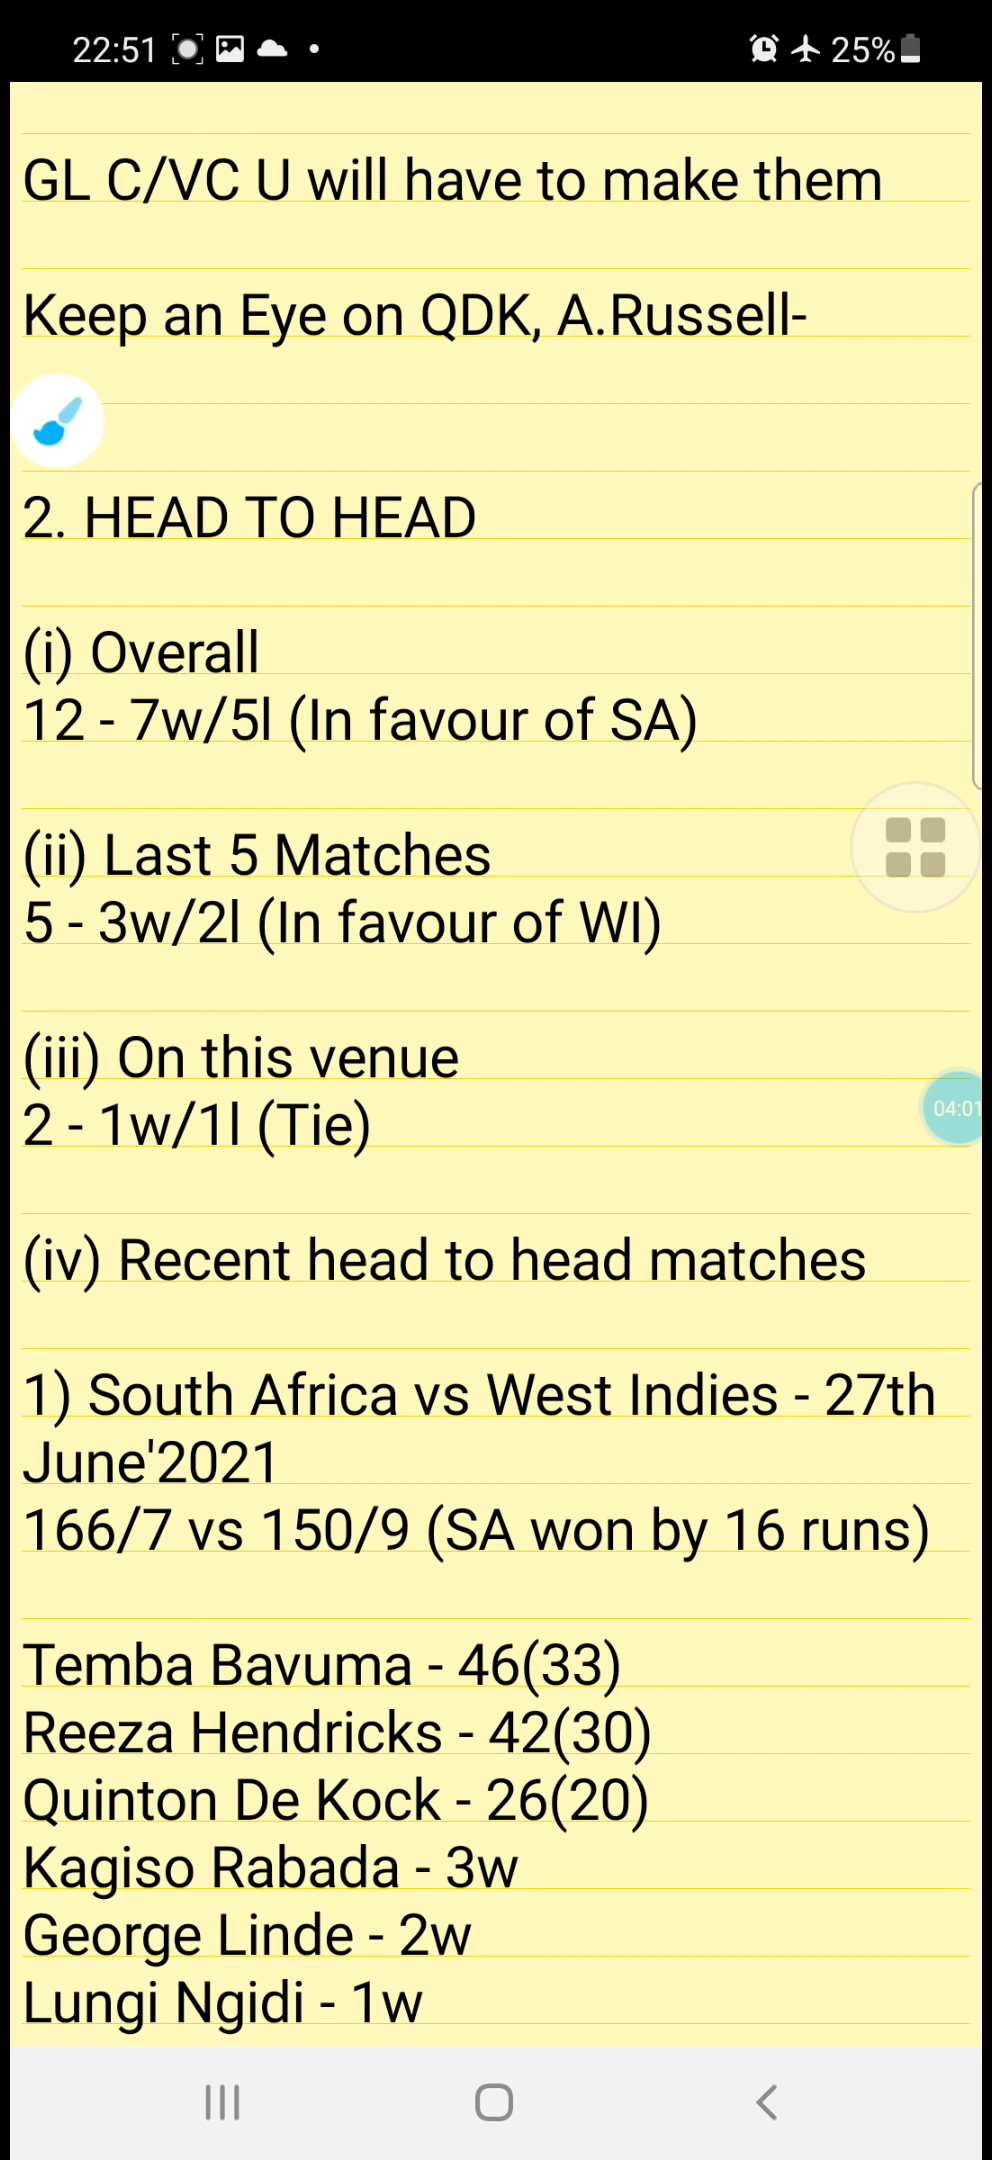 22:51
25%
GL C/VC U will have to make them
Keep an Eye on QDK, A.Russell-
2. HEAD TO HEAD
(i) Overall
12 - 7w/5l (In favour of SA)
(ii) Last 5 Matches
5 - 3w/2l (In favour of WI)
(iii) On this venue
04:01
2 - 1w/1l (Tie)
(iv) Recent head to head matches
1) South Africa vs West Indies - 27th
June'2021
166/7 vs 150/9 (SA won by 16 runs)
Temba Bavuma - 46(33)
Reeza Hendricks - 42(30)
Quinton De Kock - 26(20)
Kagiso Rabada - 3w
George Linde - 2w
Lungi Ngidi - 1w